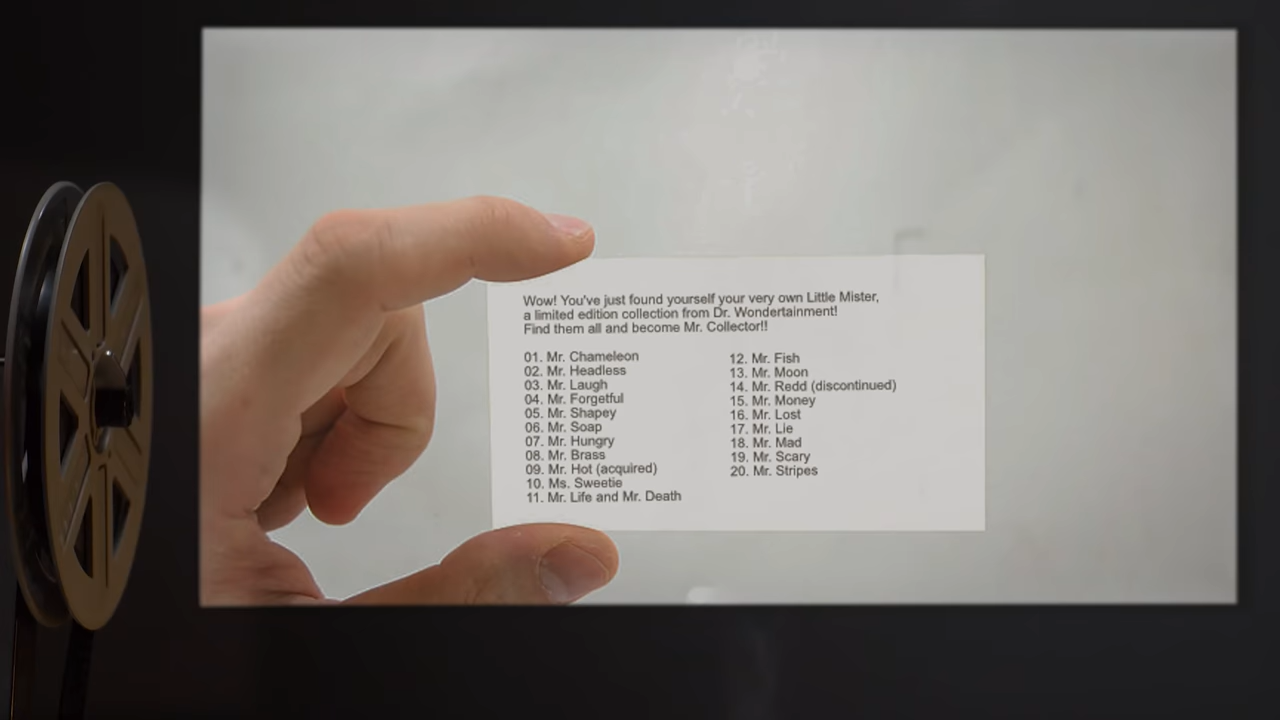 Wow! You've just found yourself your very own Little Mister,
a limited edition collection from Dr. Wondertainment!
Find them all and become Mr. Collector!!
01. Mr. Chameleon
02. Mr. Headless
03. Mr. Laugh
04. Mr. Forgetful
05. Mr. Shapey
06. Mr. Soap
07. Mr. Hungry
08. Mr. Brass
09. Mr. Hot (acquired)
10. Ms. Sweetie
11. Mr. Life and Mr. Death
12. Mr. Fish
13. Mr. Moon
14. Mr. Redd (discontinued)
15. Mr. Money
16. Mr. Lost
17. Mr. Lie
18. Mr. Mad
19. Mr. Scary
20. Mr. Stripes